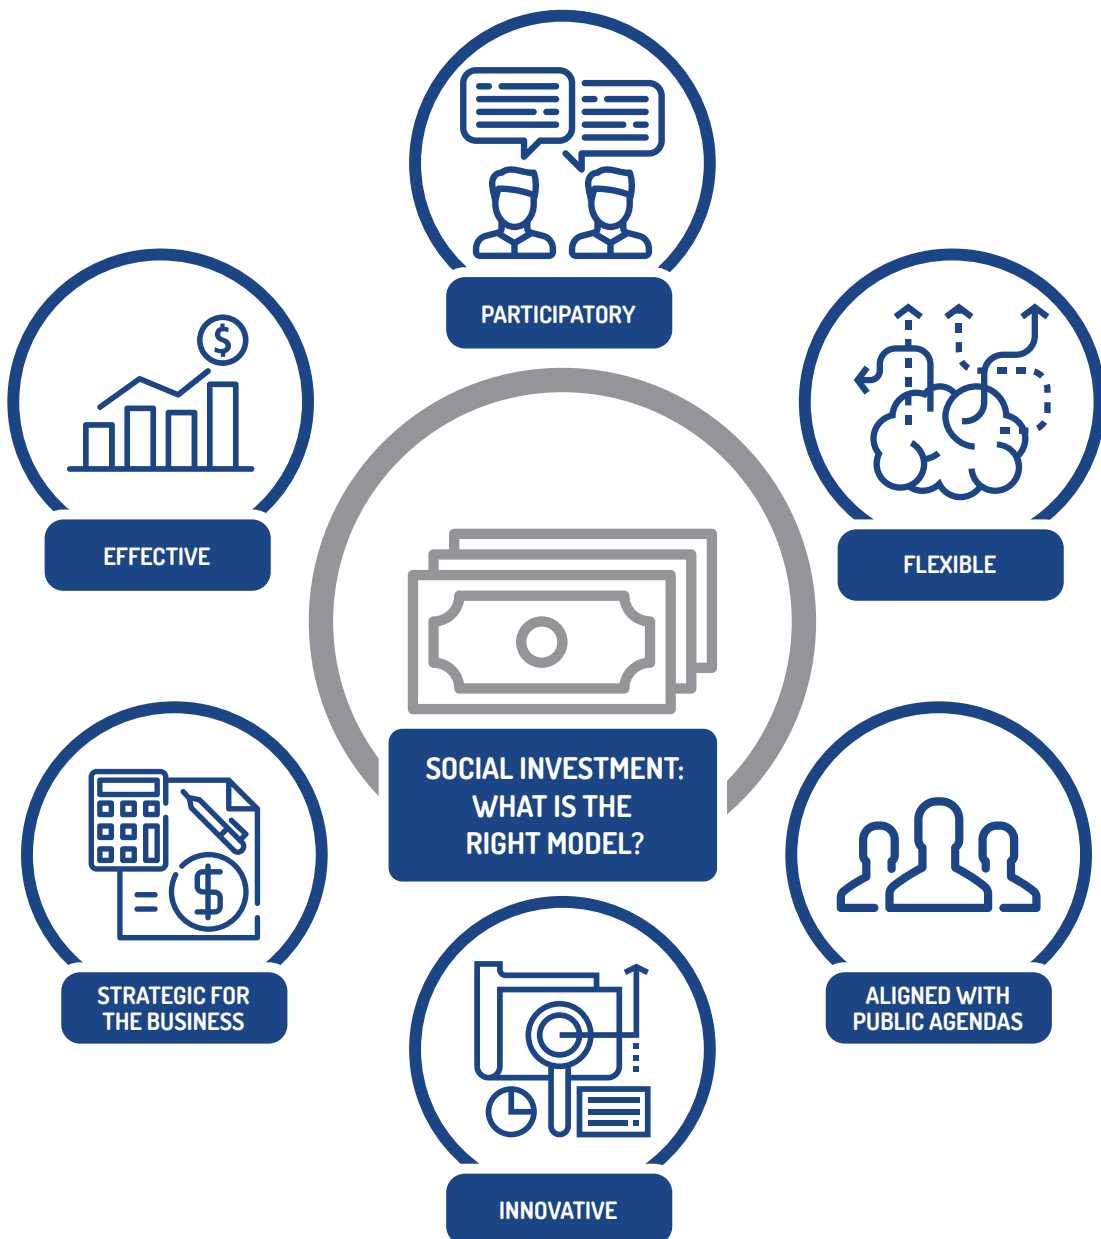 PARTICIPATORY
EFFECTIVE
$
FLEXIBLE
SOCIAL INVESTMENT:
WHAT IS THE
RIGHT MODEL?
$
STRATEGIC FOR
THE BUSINESS
ALIGNED WITH
PUBLIC AGENDAS
INNOVATIVE